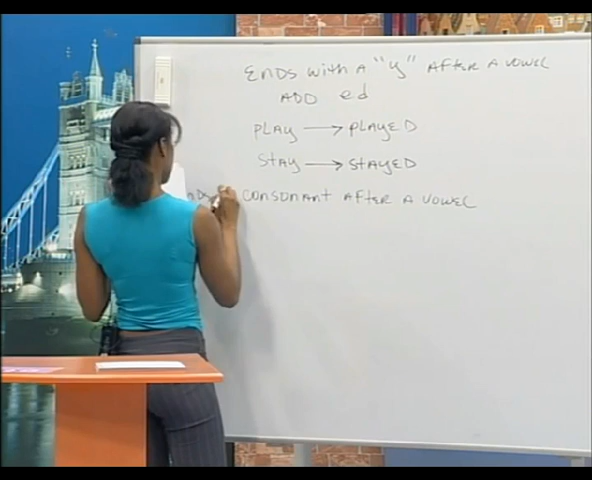 ENDS WITH A "y" AFTER A VOWEL
ADD ed
PLAY → PLAYED
STAY → STAYED
CONSONANT AFTER A VOWEL